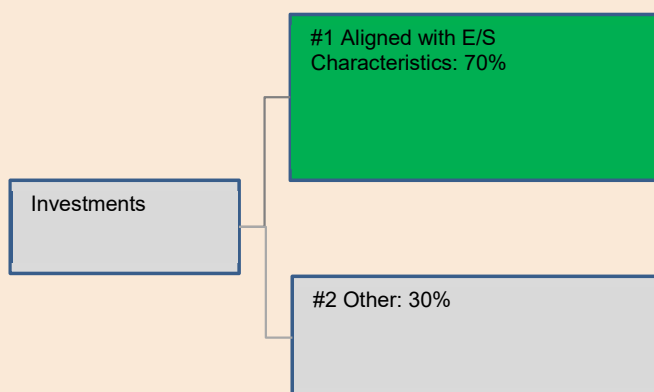 #1 Aligned with E/S
Characteristics: 70%
Investments
#2 Other: 30%